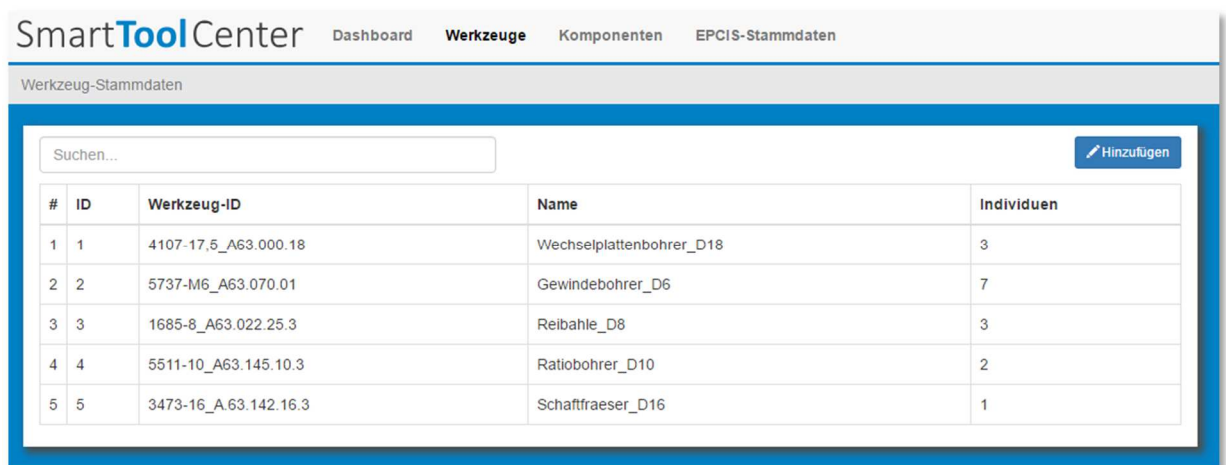 SmartToolCenter Dashboard Werkzeuge Komponenten EPCIS-Stammdaten
Werkzeug-Stammdaten
Suchen... Hinzufügen
# ID Werkzeug-ID Name Individuen
1 1 4107-17,5_A63.000.18 Wechselplattenbohrer_D18 3
2 2 5737-M6_A63.070.01 Gewindebohrer_D6 7
3 3 1685-8_A63.022.25.3 Reibahle_D8 3
4 4 5511-10_A63.145.10.3 Ratiobohrer_D10 2
5 5 3473-16_A.63.142.16.3 Schaftfraeser_D16 1